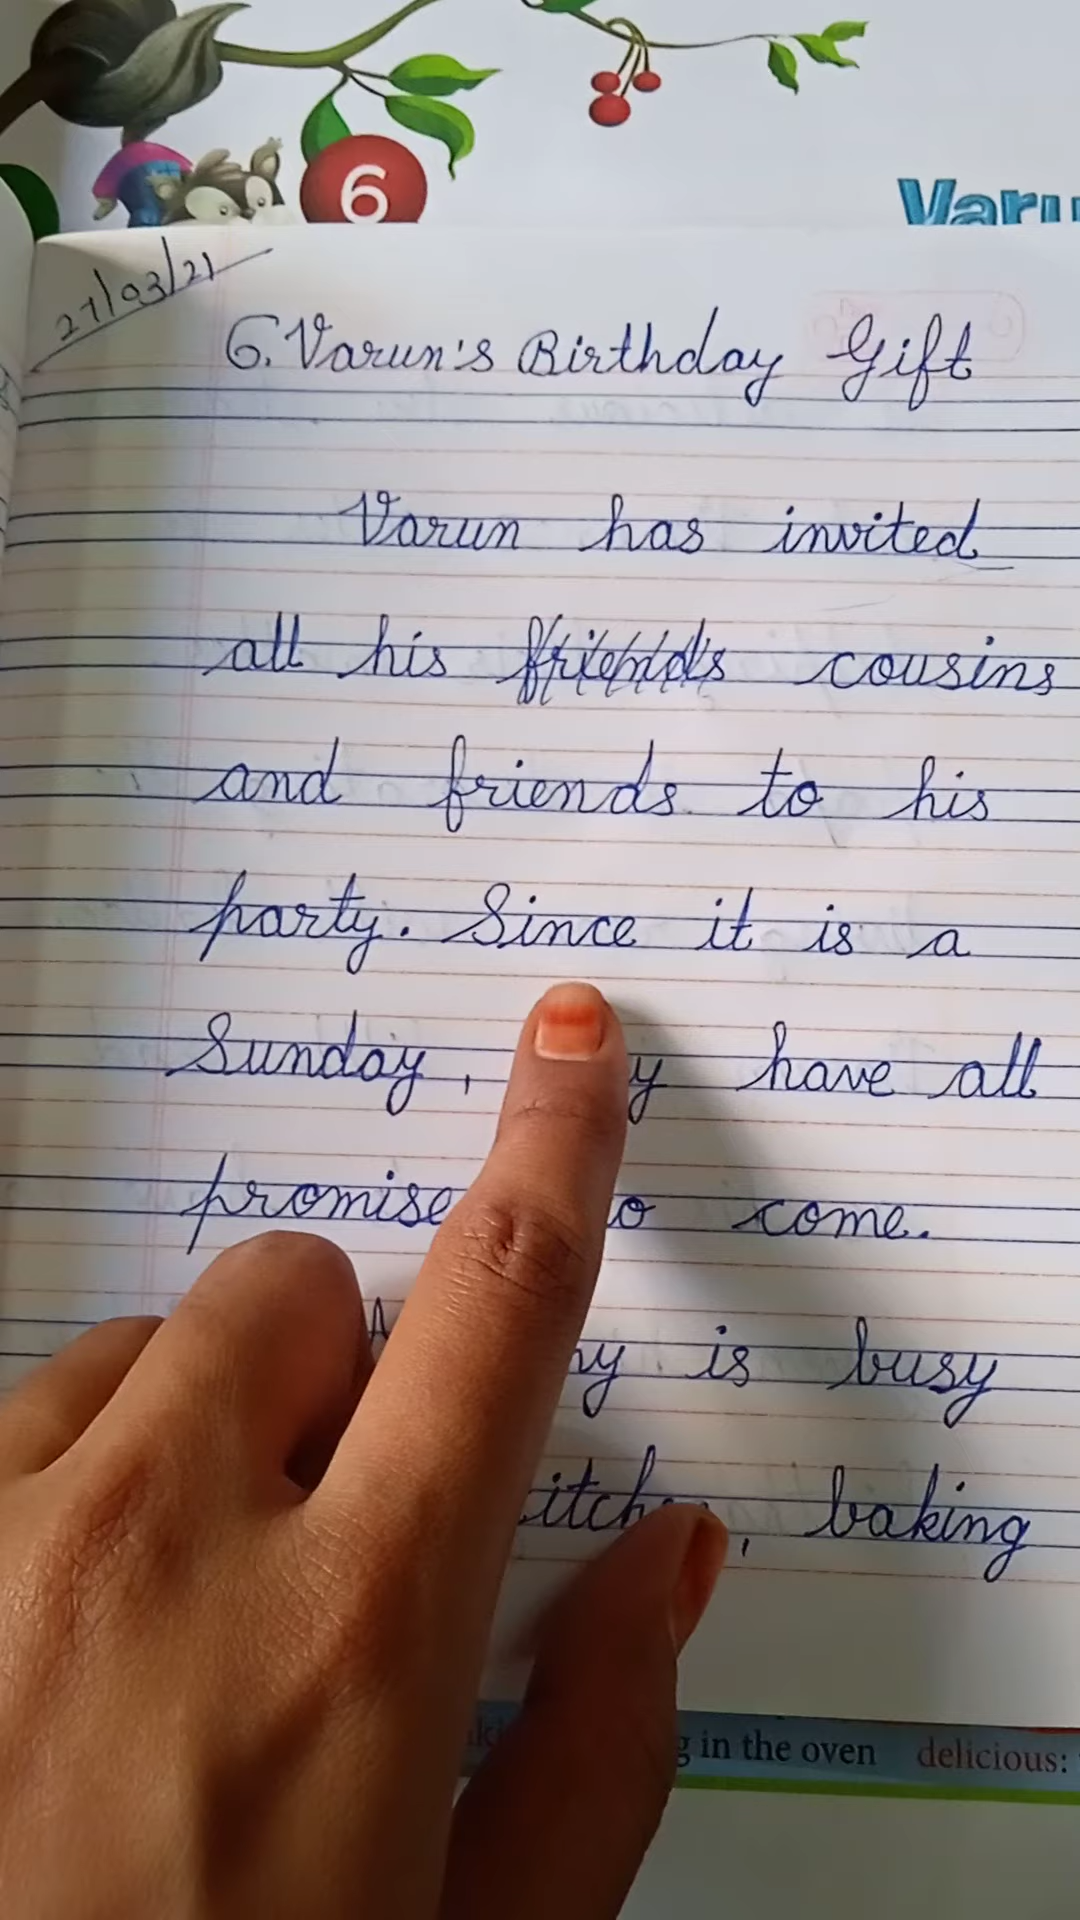 6
Varu
27/03/21
6. Varun's Birthday Gift
Varun has invited
all his friends cousins
and friends to his
party. Since it is a
Sunday, y have all
promise o come.
is busy
baking
g in the oven delicious: